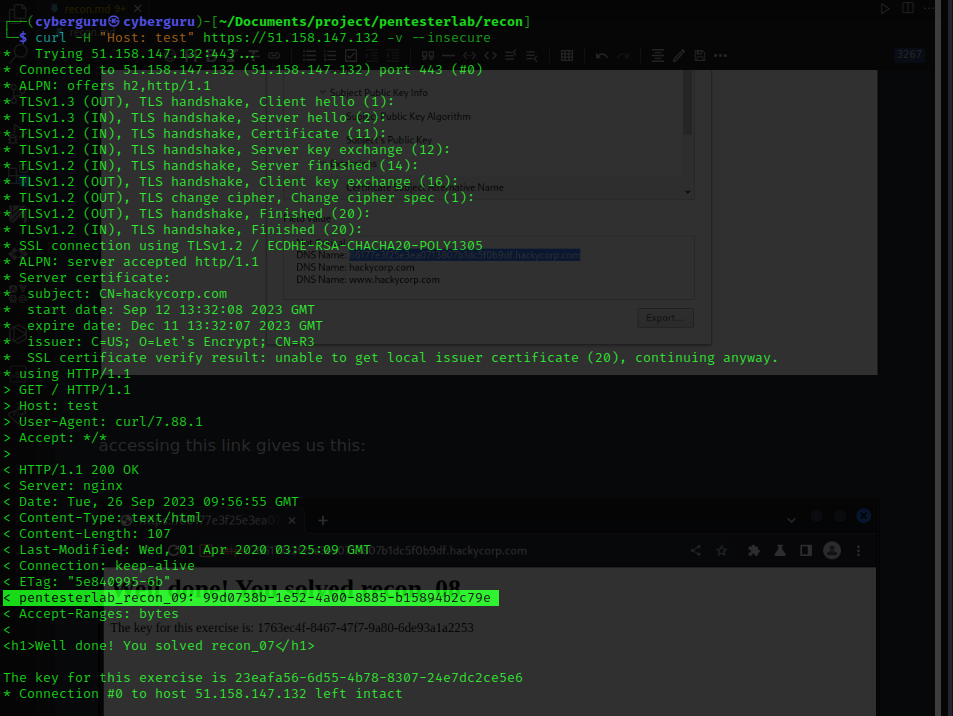 recon.md 9+
(cyberguru㉿cyberguru)-[~/Documents/project/pentesterlab/recon]
$ curl -H "Host: test" https://51.158.147.132 -v --insecure
3267
*   Trying 51.158.147.132:443...
* Connected to 51.158.147.132 (51.158.147.132) port 443 (#0)
* ALPN: offers h2,http/1.1
Subject Public Key Info
* TLSv1.3 (OUT), TLS handshake, Client hello (1):
* TLSv1.3 (IN), TLS handshake, Server hello (2):
Subject Public Key Algorithm
* TLSv1.2 (IN), TLS handshake, Certificate (11):
Subject's Public Key
* TLSv1.2 (IN), TLS handshake, Server key exchange (12):
* TLSv1.2 (IN), TLS handshake, Server finished (14):
* TLSv1.2 (OUT), TLS handshake, Client key exchange (16):
Certificate Subject Alternative Name
* TLSv1.2 (OUT), TLS change cipher, Change cipher spec (1):
* TLSv1.2 (OUT), TLS handshake, Finished (20):
Field Value
* TLSv1.2 (IN), TLS handshake, Finished (20):
* SSL connection using TLSv1.2 / ECDHE-RSA-CHACHA20-POLY1305
DNS Name:
* ALPN: server accepted http/1.1
DNS Name: hackycorp.com
* Server certificate:
DNS Name: www.hackycorp.com
*  subject: CN=hackycorp.com
*  start date: Sep 12 13:32:08 2023 GMT
Export...
*  expire date: Dec 11 13:32:07 2023 GMT
*  issuer: C=US; O=Let's Encrypt; CN=R3
*  SSL certificate verify result: unable to get local issuer certificate (20), continuing anyway.
* using HTTP/1.1
> GET / HTTP/1.1
> Host: test
> User-Agent: curl/7.88.1
> Accept: */*
accessing this link gives us this:
>
< HTTP/1.1 200 OK
< Server: nginx
< Date: Tue, 26 Sep 2023 09:56:55 GMT
< Content-Type: text/html
< Content-Length: 107
< Last-Modified: Wed, 01 Apr 2020 03:25:09 GMT
< Connection: keep-alive
< ETag: "5e840995-6b"
Well done! You solved recon_08
< pentesterlab_recon_09: 99d0738b-1e52-4a00-8885-b15894b2c79e
< Accept-Ranges: bytes
<
The key for this exercise is: 1763ec4f-8467-47f7-9a80-6de93a1a2253
<h1>Well done! You solved recon_07</h1>
The key for this exercise is 23eafa56-6d55-4b78-8307-24e7dc2ce5e6
* Connection #0 to host 51.158.147.132 left intact